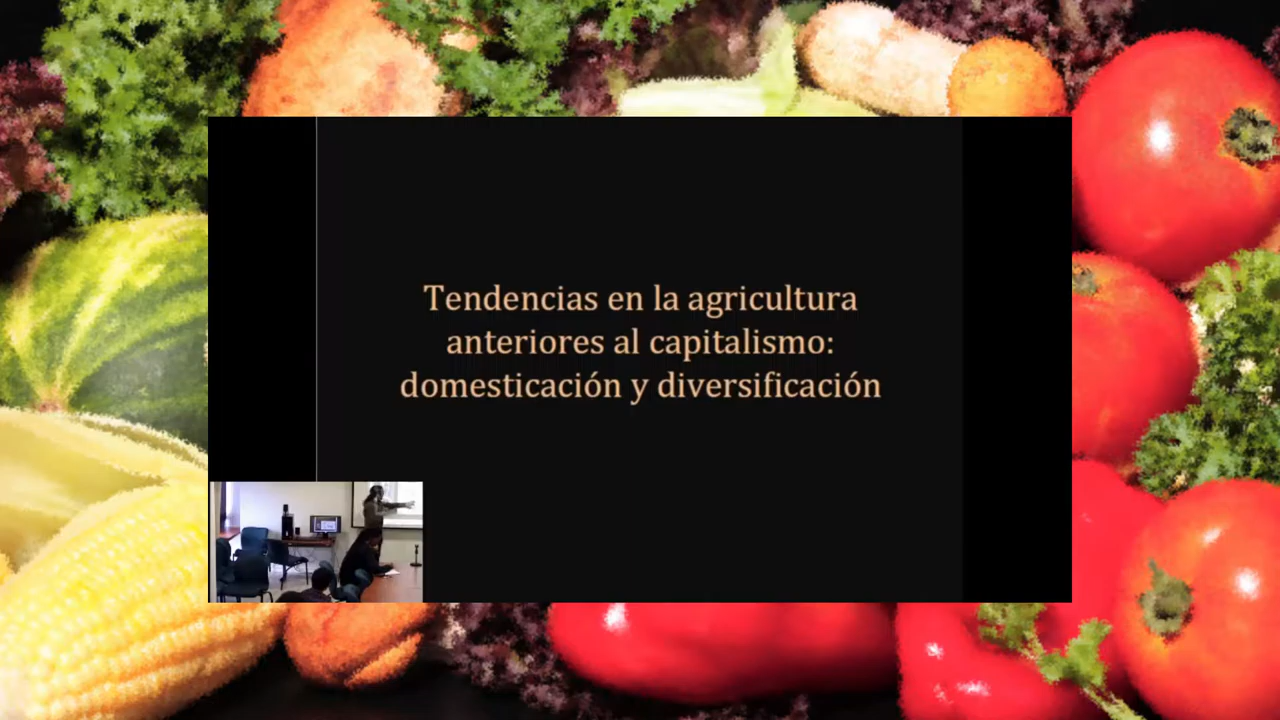 Tendencias en la agricultura
anteriores al capitalismo:
domesticación y diversificación